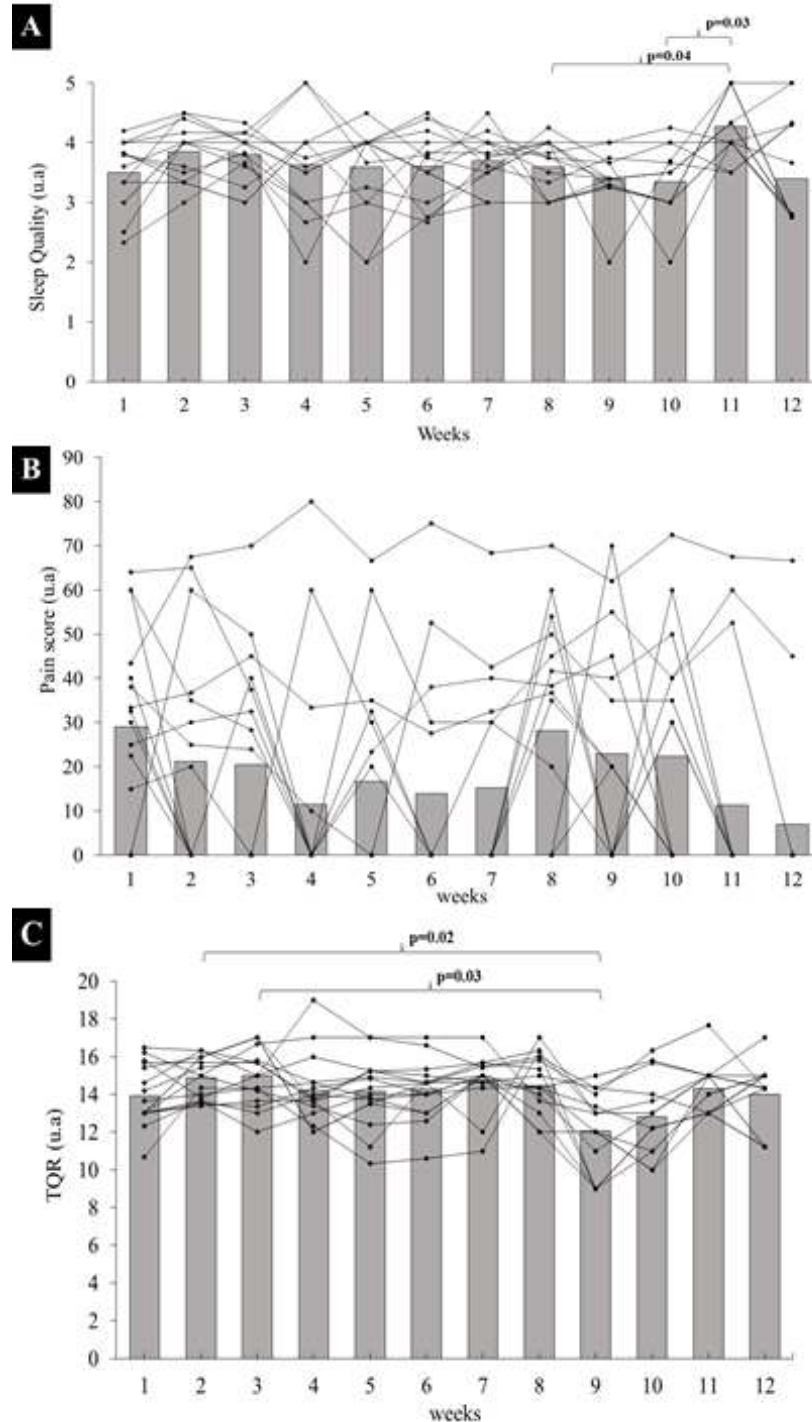 A
p=0.03
p=0.04
5
4
3
2
1
0
Sleep Quality (u.a)
1 2 3 4 5 6 7 8 9 10 11 12
Weeks
B
90
80
70
60
50
40
30
20
10
0
Pain score (u.a)
1 2 3 4 5 6 7 8 9 10 11 12
weeks
C
p=0.02
p=0.03
20
18
16
14
12
10
8
6
4
2
0
TQR (u.a)
1 2 3 4 5 6 7 8 9 10 11 12
weeks